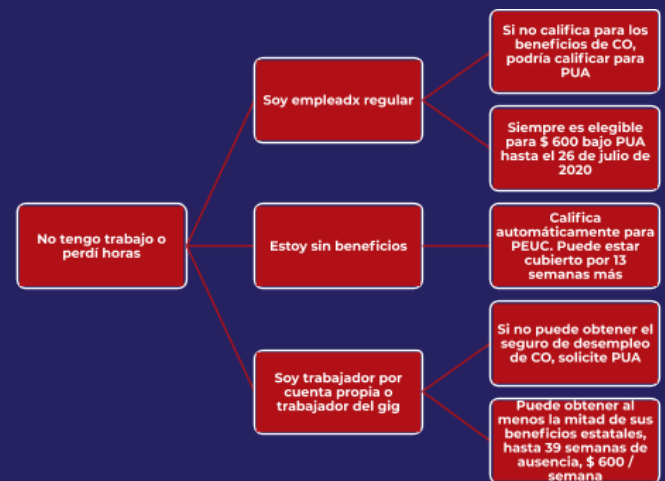 No tengo trabajo o
perdí horas
Soy empleadx regular
Si no califica para los
beneficios de CO,
podría calificar para
PUA
Siempre es elegible
para $ 600 bajo PUA
hasta el 26 de julio de
2020
Estoy sin beneficios
Califica
automáticamente para
PEUC. Puede estar
cubierto por 13
semanas más
Soy trabajador por
cuenta propia o
trabajador del gig
Si no puede obtener el
seguro de desempleo
de CO, solicite PUA
Puede obtener al
menos la mitad de sus
beneficios estatales,
hasta 39 semanas de
ausencia, $ 600 /
semana